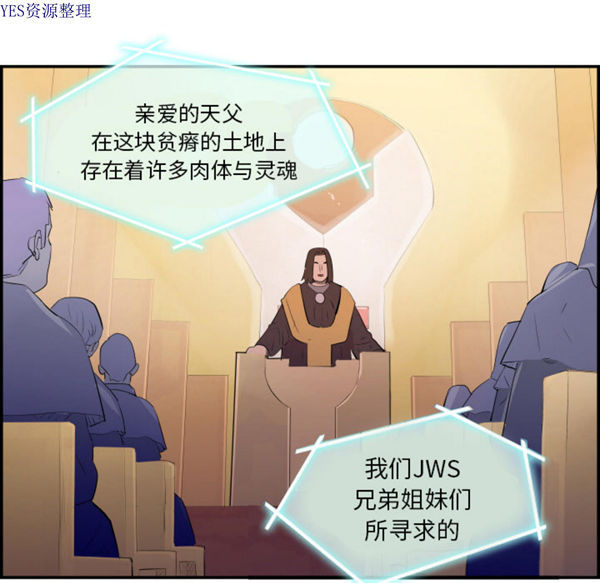 YES资源整理
亲爱的天父
在这块贫瘠的土地上
存在着许多肉体与灵魂
我们JWS
兄弟姐妹们
所寻求的